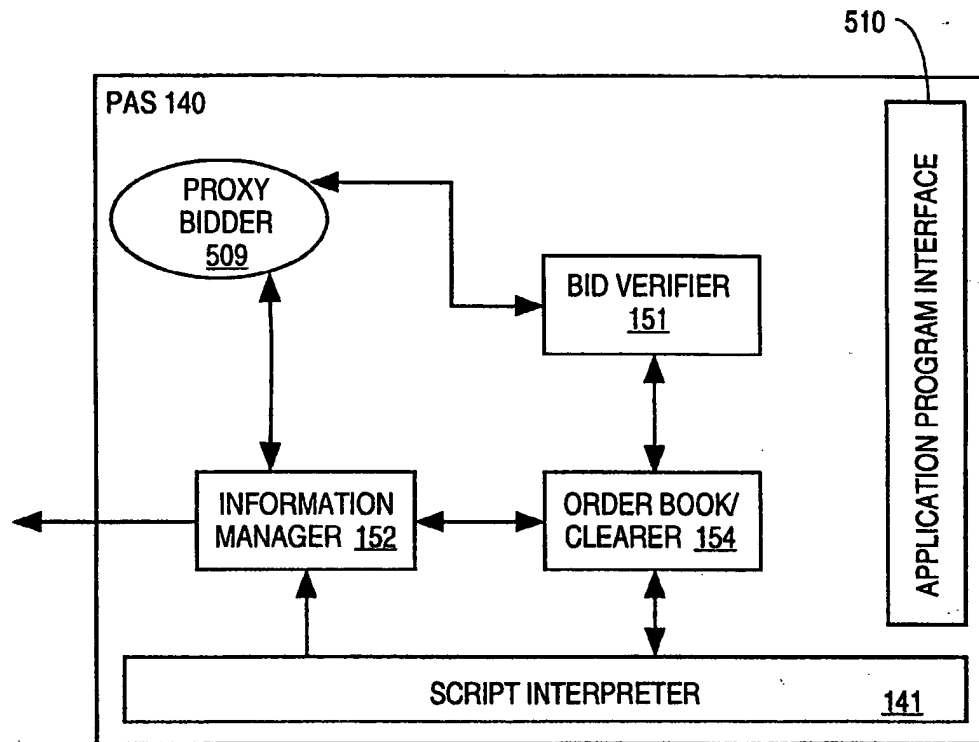 510
PAS 140
PROXY
BIDDER
509
BID VERIFIER
151
APPLICATION PROGRAM INTERFACE
INFORMATION
MANAGER 152
ORDER BOOK/
CLEARER 154
SCRIPT INTERPRETER
141